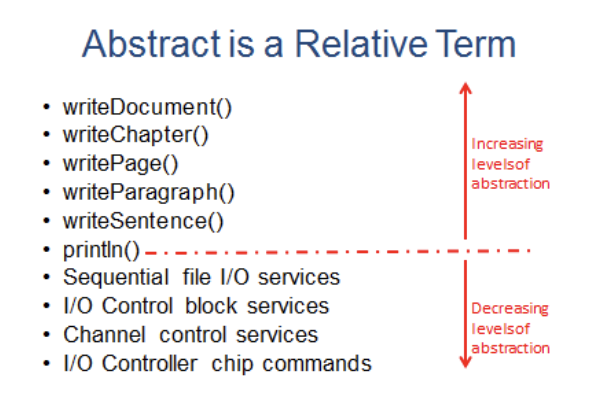 Abstract is a Relative Term
• writeDocument()
• writeChapter()
• writePage()
• writeParagraph()
• writeSentence()
• println()
• Sequential file I/O services
• I/O Control block services
• Channel control services
• I/O Controller chip commands
Increasing
levelsof
abstraction
Decreasing
levelsof
abstraction